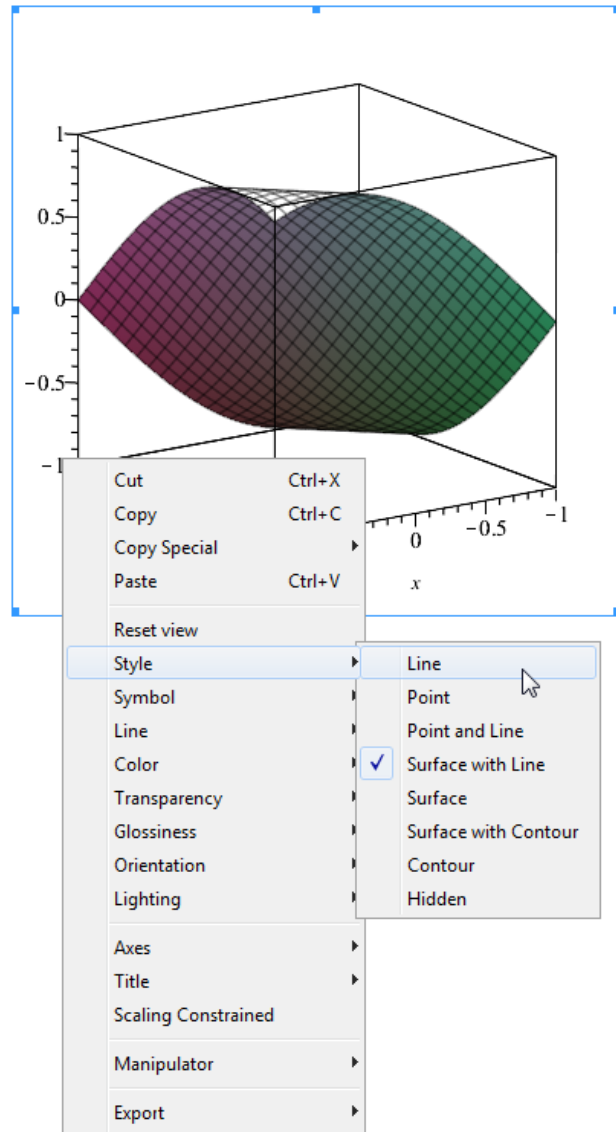 1
0.5
0
−0.5
−1
0
−0.5
−1
x
Cut Ctrl+X
Copy Ctrl+C
Copy Special
Paste Ctrl+V
Reset view
Style
Symbol
Line
Color
Transparency
Glossiness
Orientation
Lighting
Axes
Title
Scaling Constrained
Manipulator
Export
Line
Point
Point and Line
Surface with Line
Surface
Surface with Contour
Contour
Hidden